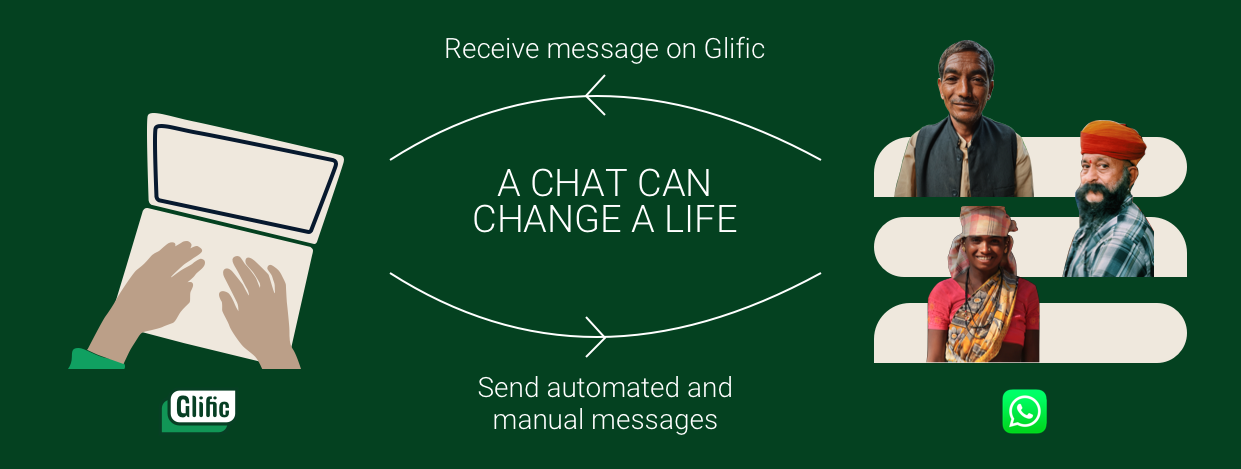 Receive message on Glific
A CHAT CAN
CHANGE A LIFE
Send automated and
manual messages
Glific